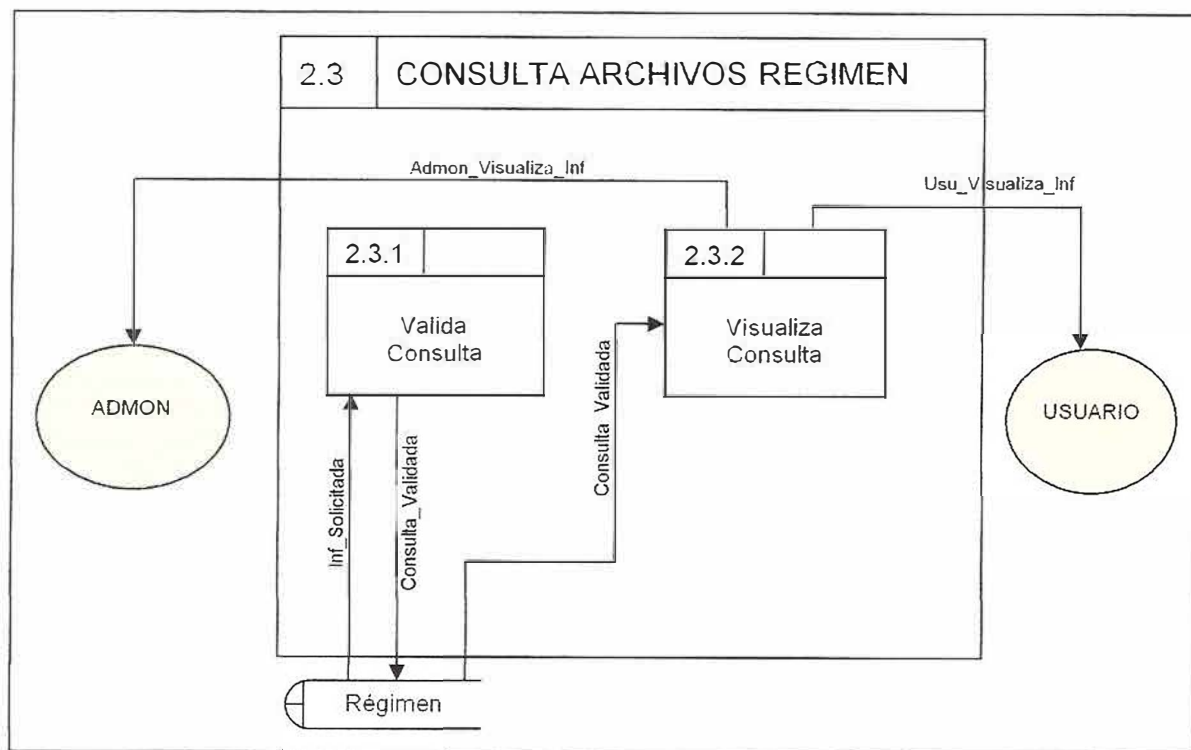 2.3
CONSULTA ARCHIVOS REGIMEN
Admon_Visualiza_Inf
Usu_Visualiza_Inf
2.3.1
Valida
Consulta
2.3.2
Visualiza
Consulta
ADMON
USUARIO
Inf_Solicitada
Consulta_Validada
Consulta_Validada
Régimen